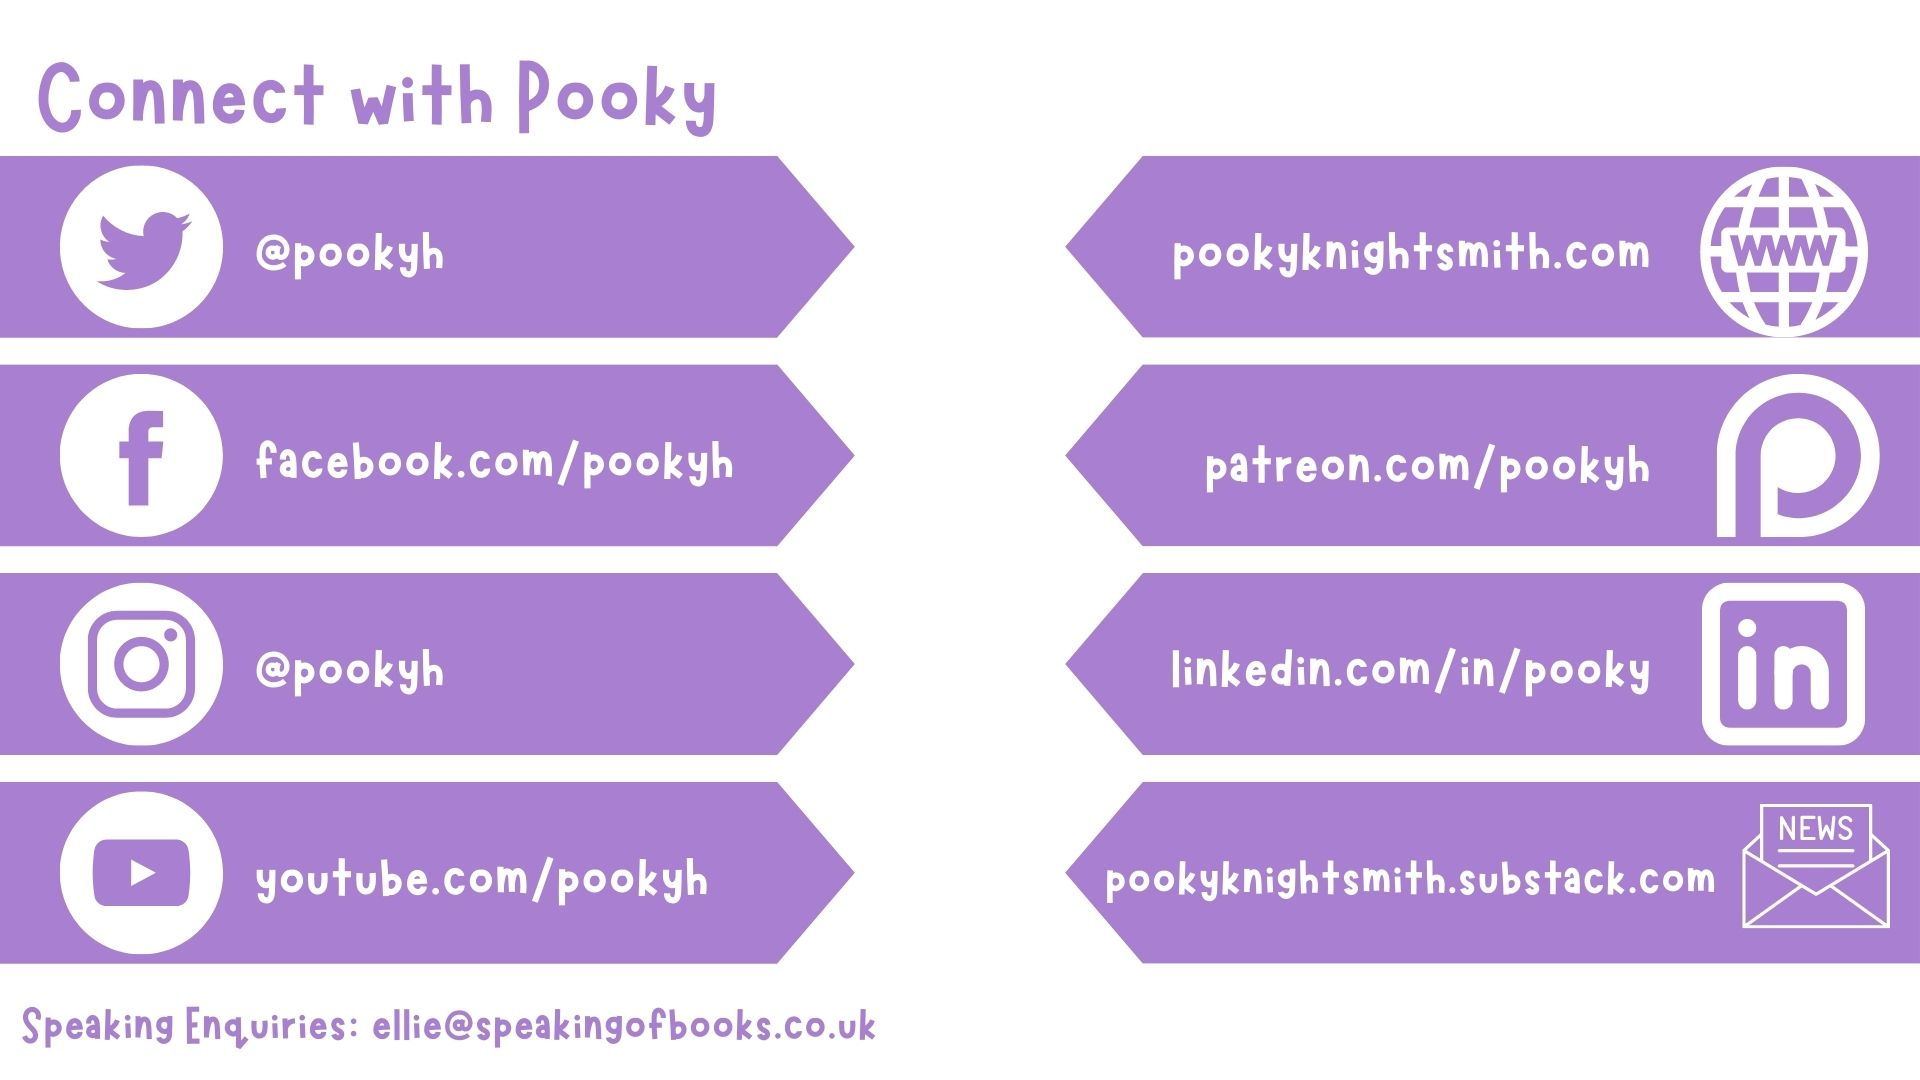 Connect with Pooky
@pookyh
facebook.com/pookyh
@pookyh
youtube.com/pookyh
pookyknightsmith.com
WWW
patreon.com/pookyh
linkedin.com/in/pooky
in
pookyknightsmith.substack.com
NEWS
Speaking Enquiries: ellie@speakingofbooks.co.uk